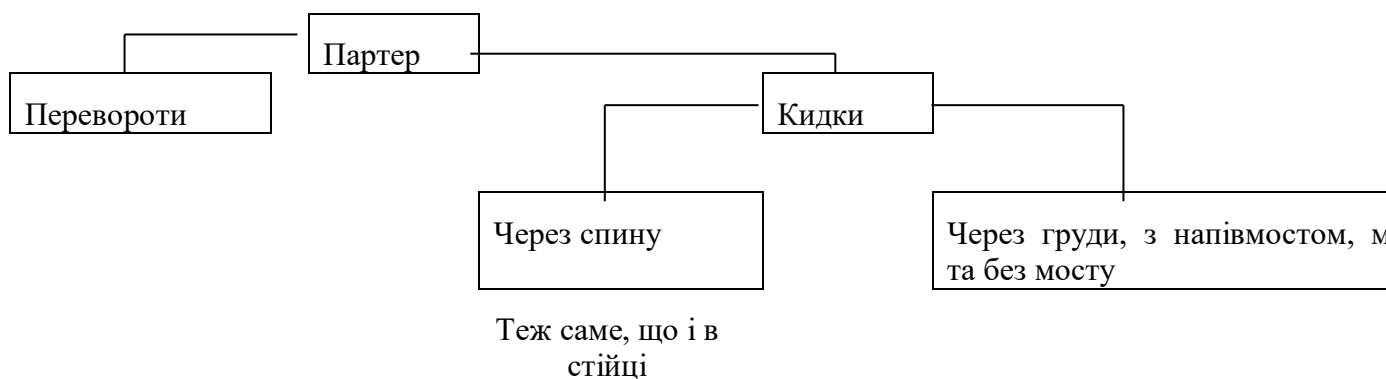 Партер
Перевороти
Кидки
Через спину
Через груди, з напівмостом,
та без мосту
Теж саме, що і в
стійці